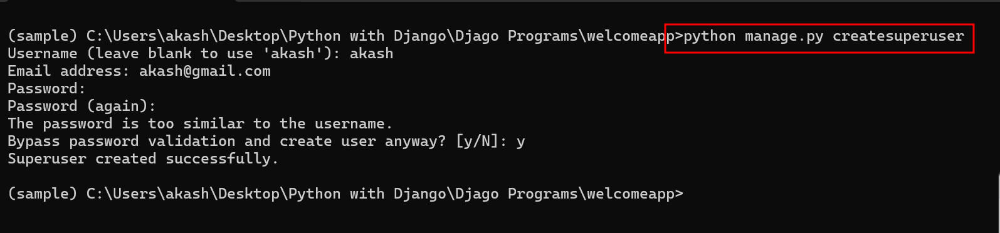 (sample) C:\Users\akash\Desktop\Python with Django\Djago Programs\welcomeapp>python manage.py createsuperuser
Username (leave blank to use 'akash'): akash
Email address: akash@gmail.com
Password:
Password (again):
The password is too similar to the username.
Bypass password validation and create user anyway? [y/N]: y
Superuser created successfully.
(sample) C:\Users\akash\Desktop\Python with Django\Djago Programs\welcomeapp>